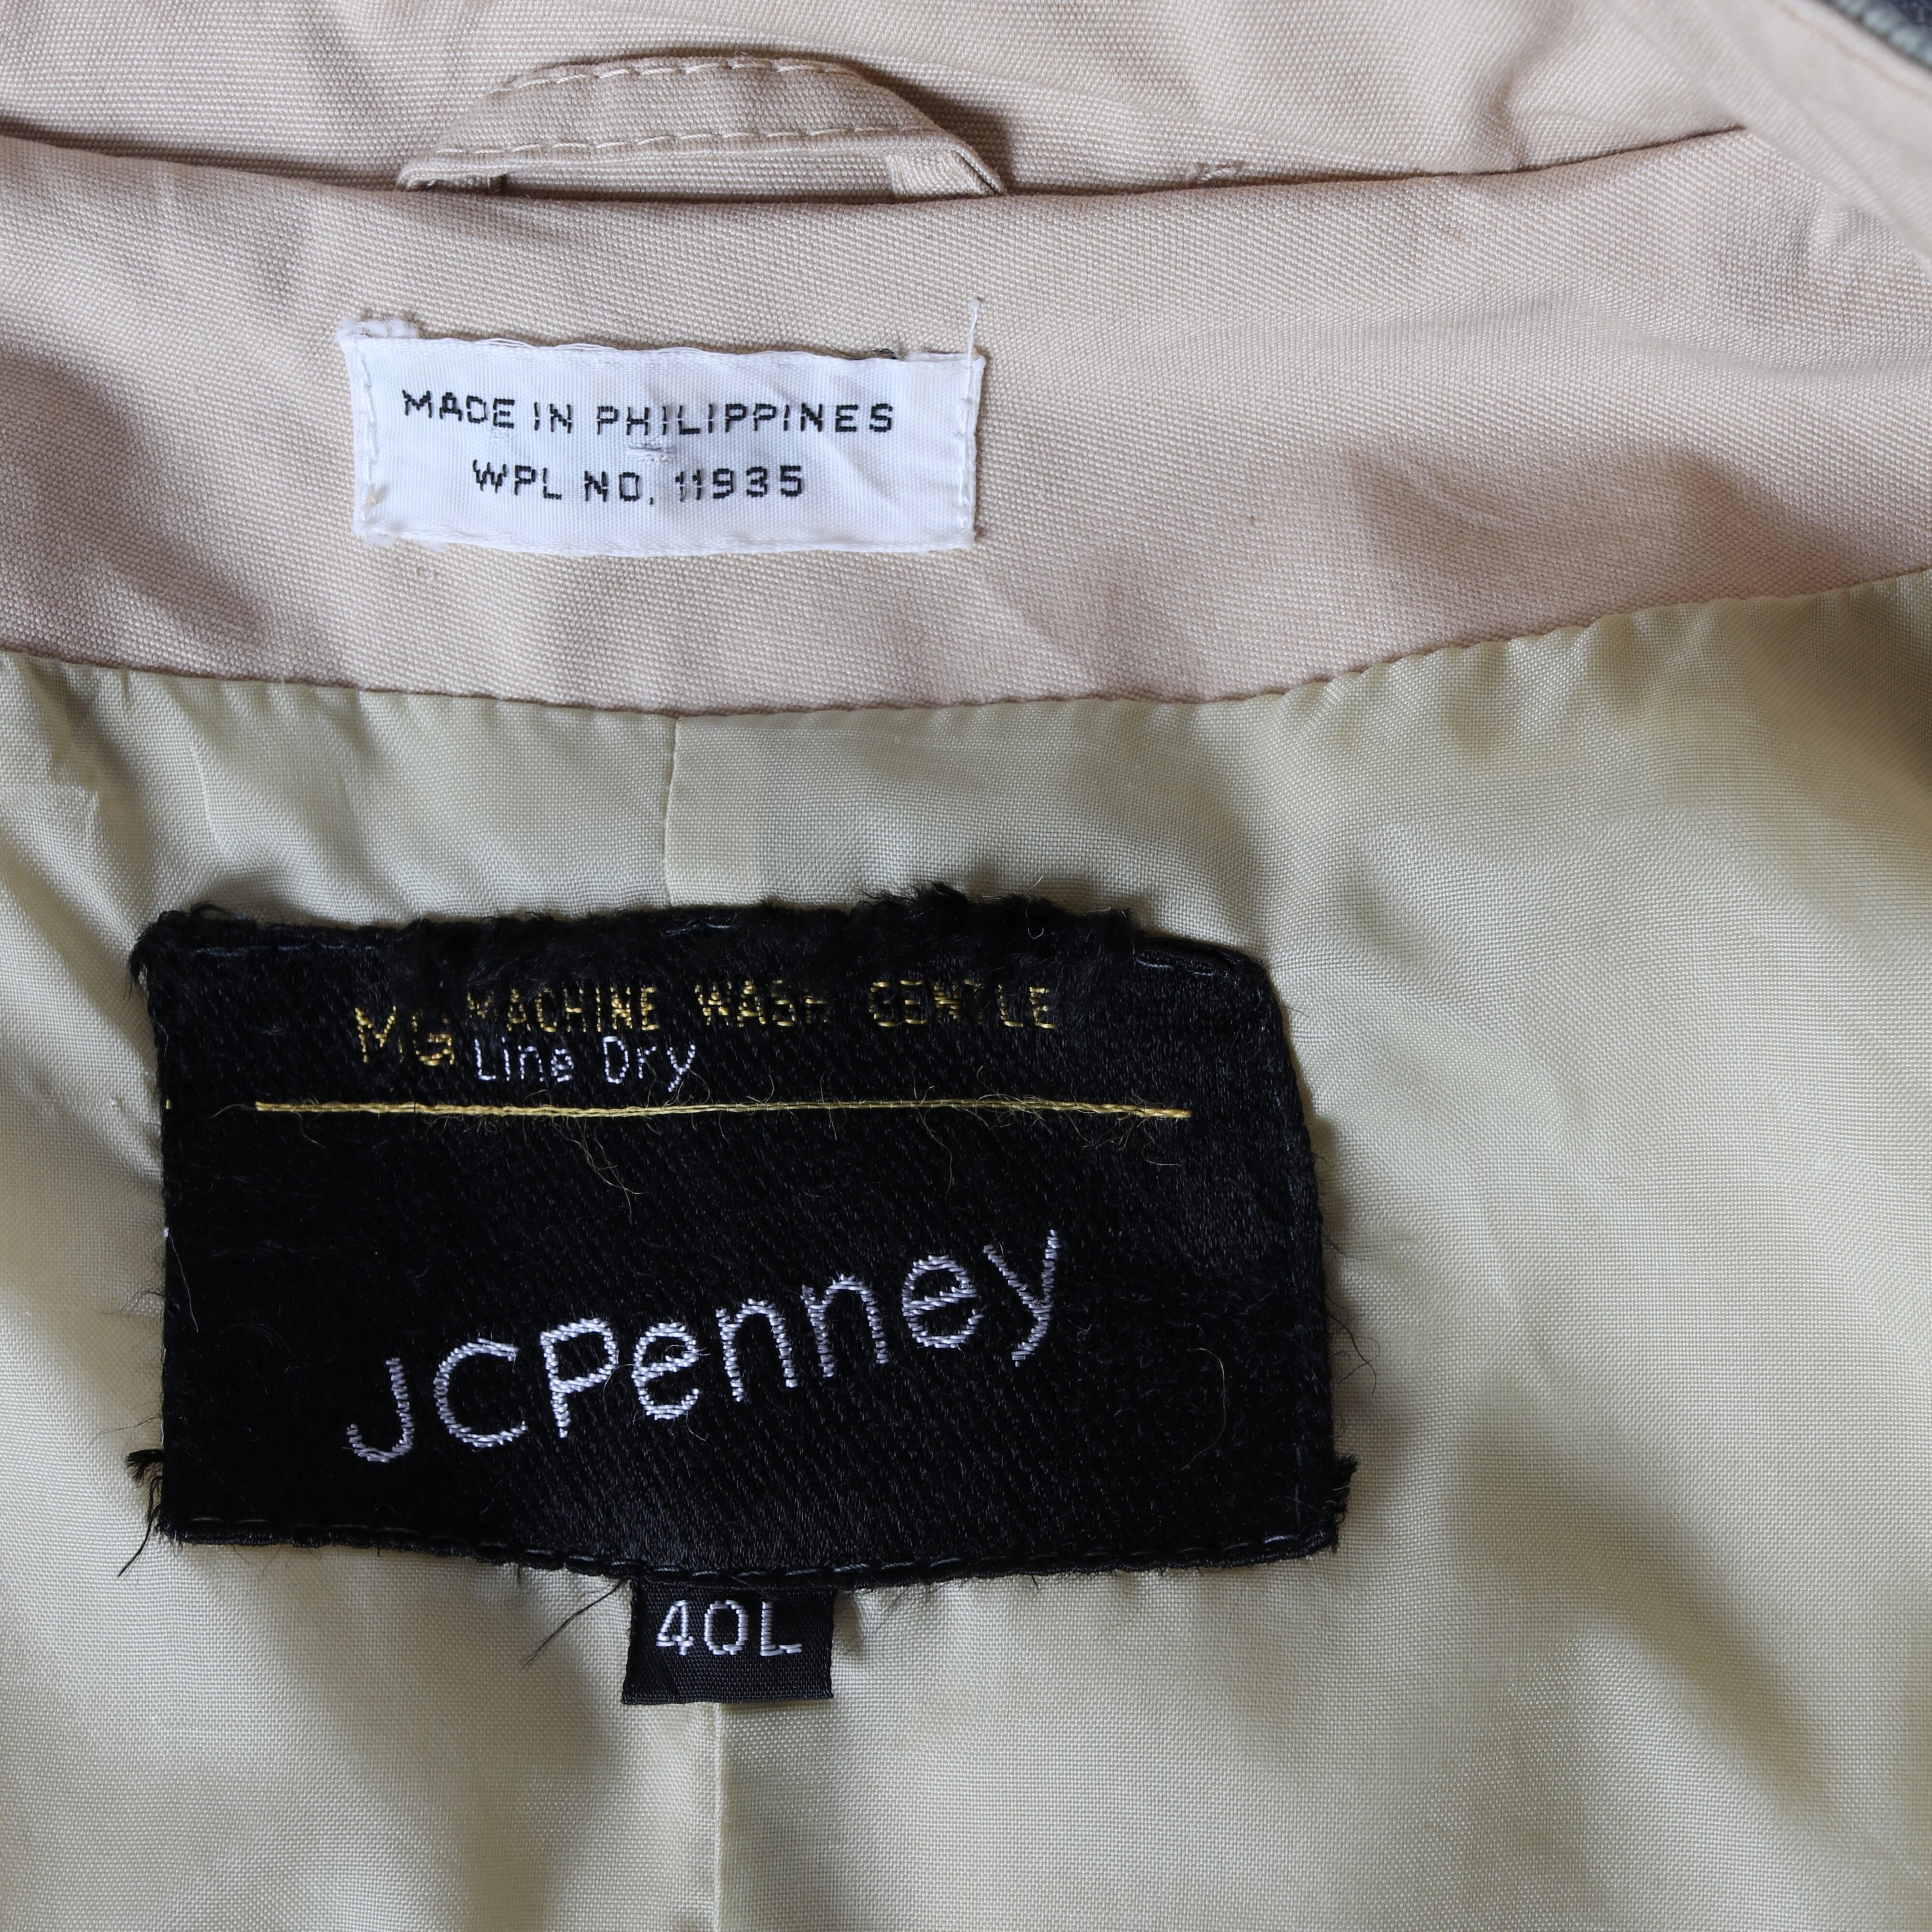 MADE IN PHILIPPINES
WPL NO. 11935
MG MACHINE WASH GENTLE
Line Dry
JCPenney
40L